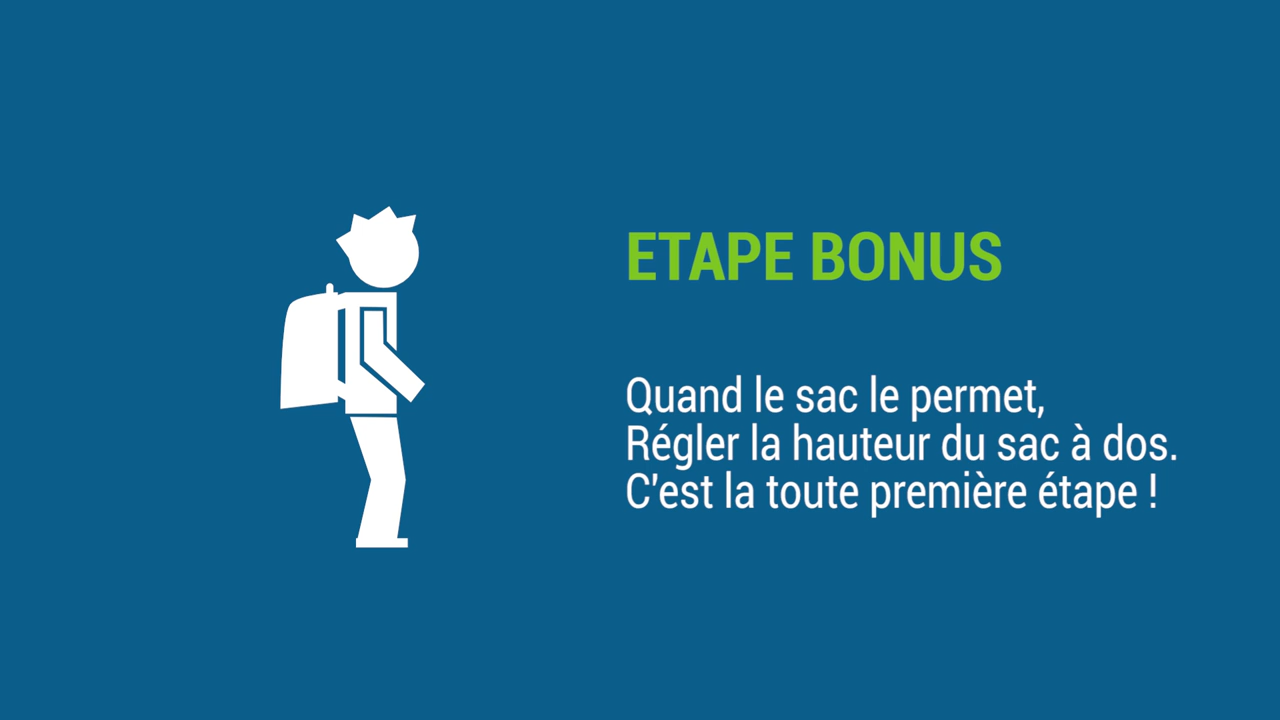 ETAPE BONUS
Quand le sac le permet,
Régler la hauteur du sac à dos.
C'est la toute première étape !